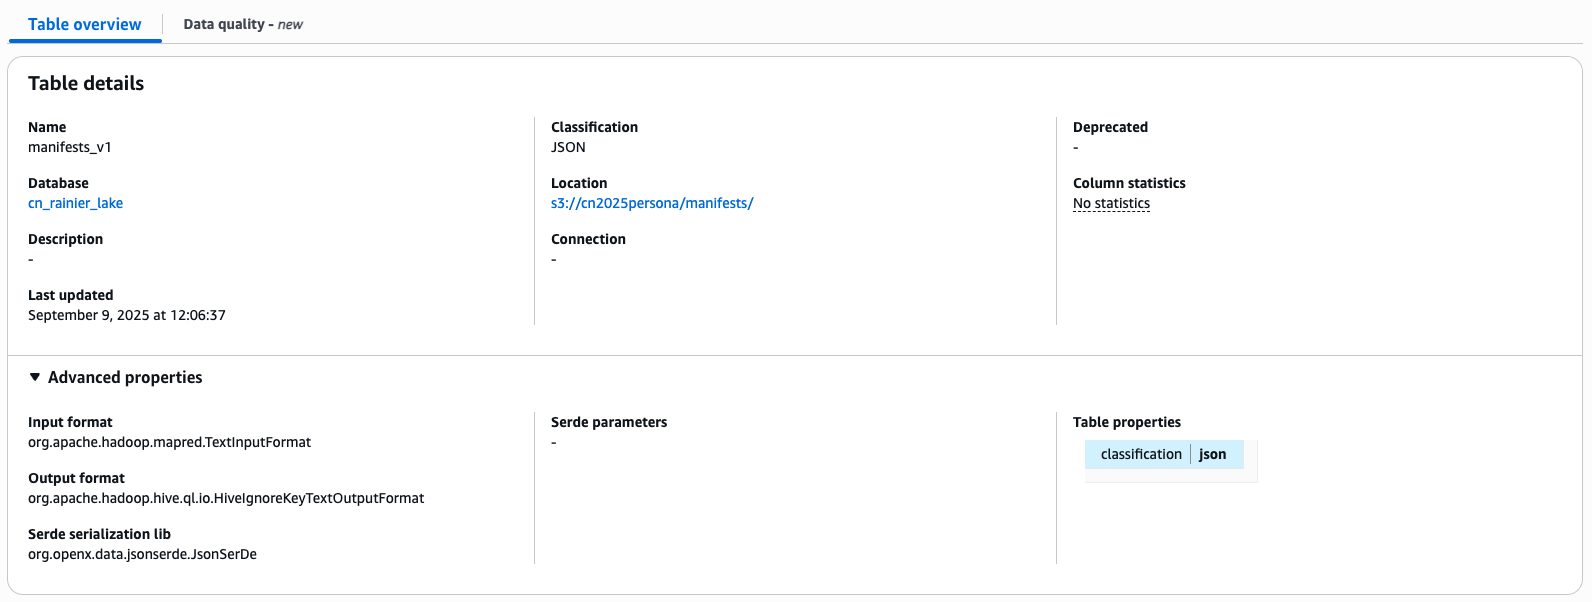 Table overview
Data quality - new
Table details
Name
manifests_v1
Database
cn_rainier_lake
Description
-
Last updated
September 9, 2025 at 12:06:37
Classification
JSON
Location
s3://cn2025persona/manifests/
Connection
-
Deprecated
-
Column statistics
No statistics
Advanced properties
Input format
org.apache.hadoop.mapred.TextInputFormat
Output format
org.apache.hadoop.hive.ql.io.HiveIgnoreKeyTextOutputFormat
Serde serialization lib
org.openx.data.jsonserde.JsonSerDe
Serde parameters
-
Table properties
classification json